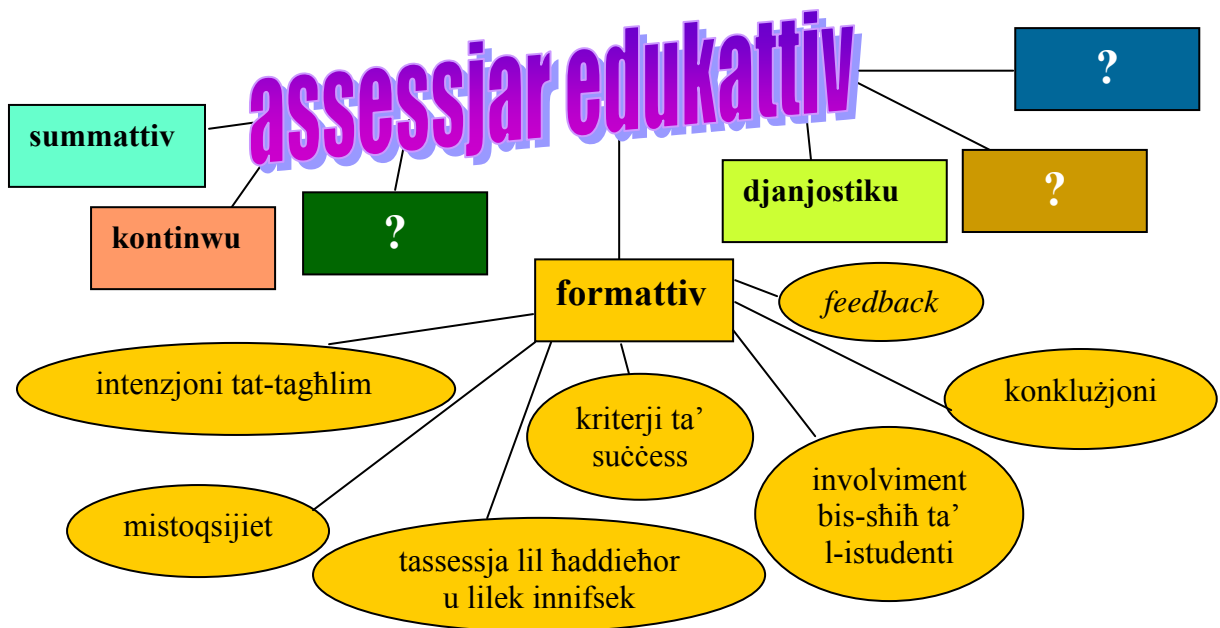 assessjar edukattiv
?
summattiv
kontinwu
?
djanjostiku
?
formattiv
feedback
intenzjoni tat-tagħlim
kriterji ta’
suċċess
konklużjoni
mistoqsijiet
tassessja lil ħaddieħor
u lilek innifsek
involviment
bis-sħiħ ta’
l-istudenti